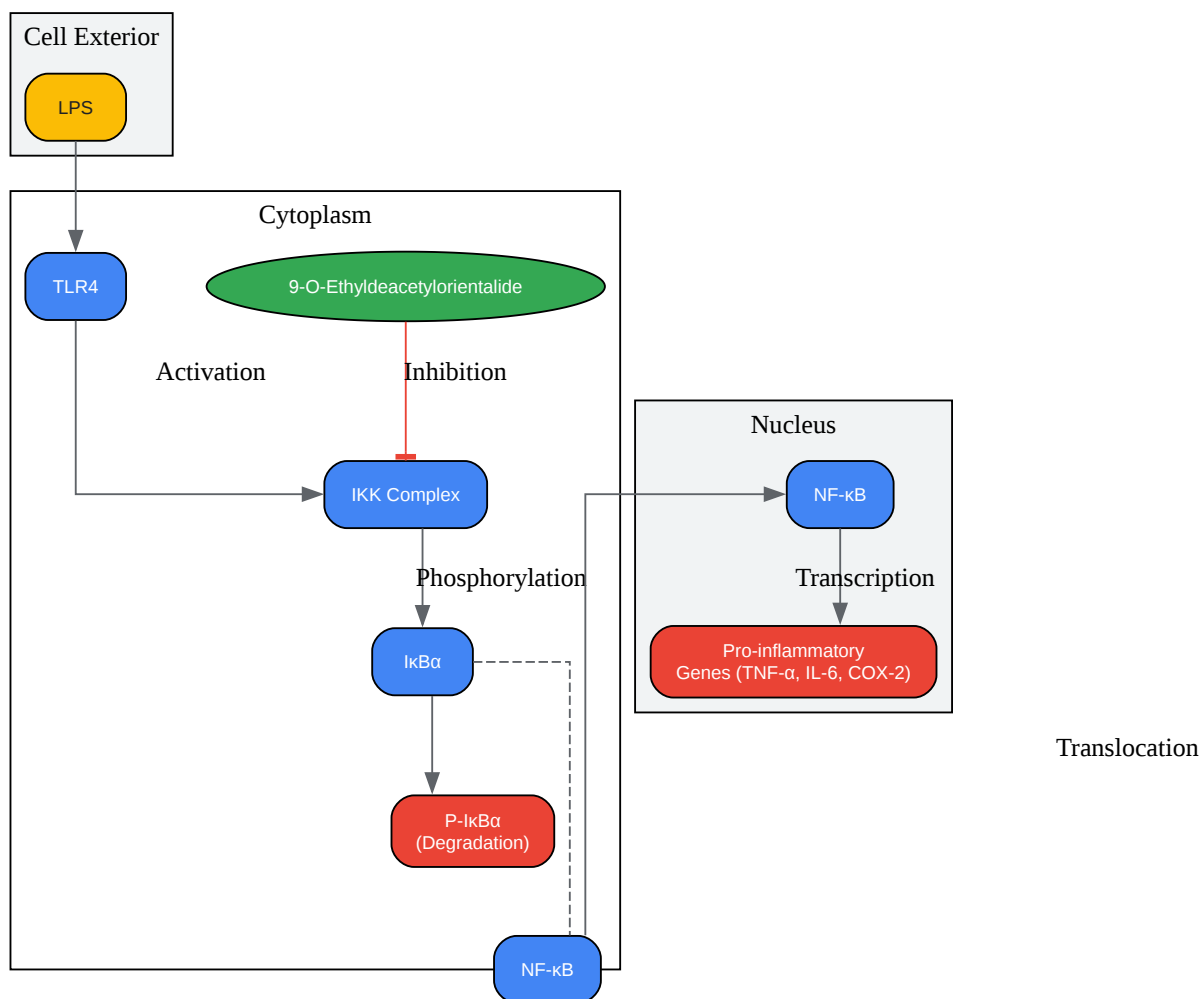 Cell Exterior
LPS
Cytoplasm
TLR4
9-O-Ethyldeacetylorientalide
Activation
Inhibition
Nucleus
IKK Complex
NF-κB
Phosphorylation
Transcription
IκBα
Pro-inflammatory
Genes (TNF-α, IL-6, COX-2)
Translocation
P-IκBα
(Degradation)
NF-κB